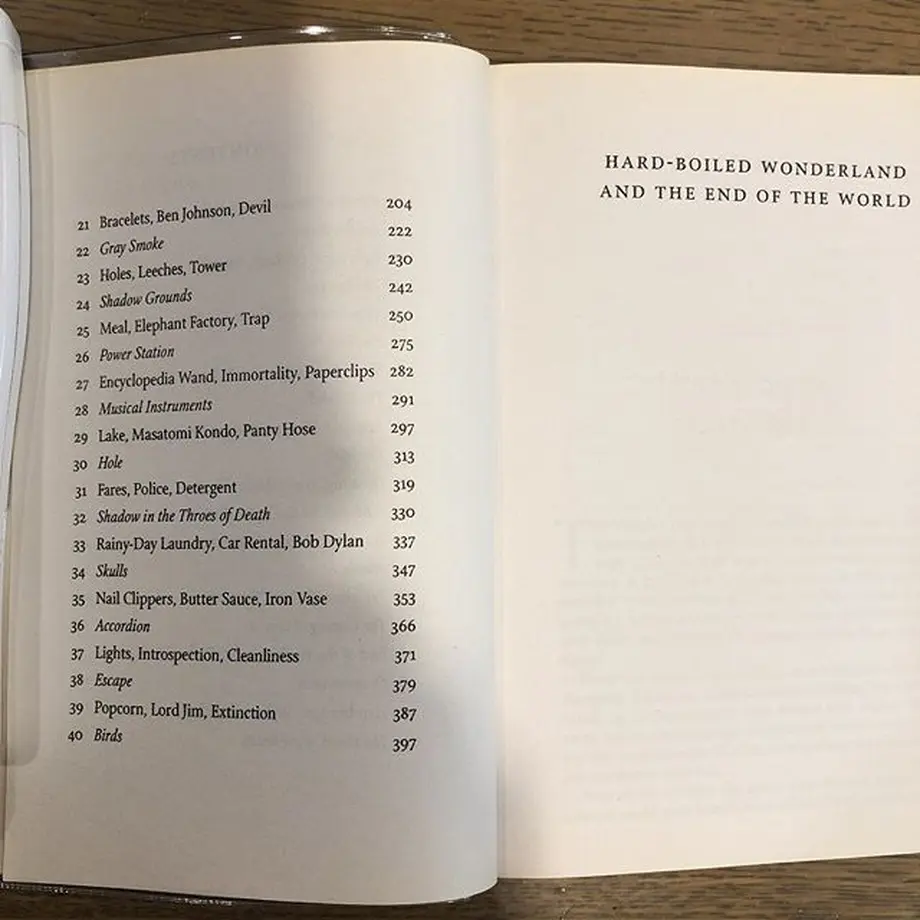 21 Bracelets, Ben Johnson, Devil 204
22 Gray Smoke 222
23 Holes, Leeches, Tower 230
24 Shadow Grounds 242
25 Meal, Elephant Factory, Trap 250
26 Power Station 275
27 Encyclopedia Wand, Immortality, Paperclips 282
28 Musical Instruments 291
29 Lake, Masatomi Kondo, Panty Hose 297
30 Hole 313
31 Fares, Police, Detergent 319
32 Shadow in the Throes of Death 330
33 Rainy-Day Laundry, Car Rental, Bob Dylan 337
34 Skulls 347
35 Nail Clippers, Butter Sauce, Iron Vase 353
36 Accordion 366
37 Lights, Introspection, Cleanliness 371
38 Escape 379
39 Popcorn, Lord Jim, Extinction 387
40 Birds 397
HARD-BOILED WONDERLAND
AND THE END OF THE WORLD